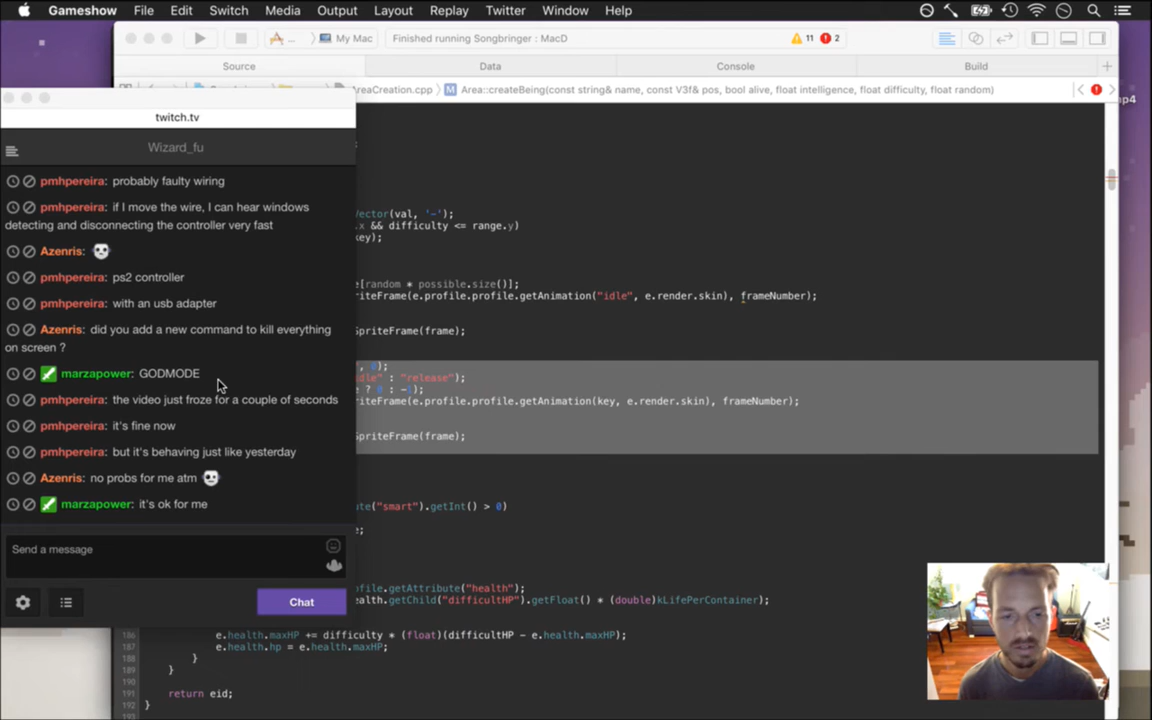 Gameshow File Edit Switch Media Output Layout Replay Twitter Window Help
My Mac
Finished running Songbringer : MacD
11
2
Source
Data
Console
Build
AreaCreation.cpp
M
Area::createBeing(const string& name, const V3f& pos, bool alive, float intelligence, float difficulty, float random)
p4
twitch.tv
Wizard_fu
pmhpereira: probably faulty wiring
pmhpereira: if I move the wire, I can hear windows
detecting and disconnecting the controller very fast
Azenris:
pmhpereira: ps2 controller
pmhpereira: with an usb adapter
Azenris: did you add a new command to kill everything
on screen ?
marzapower: GODMODE
pmhpereira: the video just froze for a couple of seconds
pmhpereira: it's fine now
pmhpereira: but it's behaving just like yesterday
Azenris: no probs for me atm
marzapower: it's ok for me
Send a message
Chat
Vector(val, '-');
.x && difficulty <= range.y)
key);
e[random * possible.size()];
riteFrame(e.profile.profile.getAnimation("idle", e.render.skin), frameNumber);
SpriteFrame(frame);
, 0);
dle" : "release");
e ? 0 : -1);
riteFrame(e.profile.profile.getAnimation(key, e.render.skin), frameNumber);
SpriteFrame(frame);
ute("smart").getInt() > 0)
e;
ofile.getAttribute("health");
ealth.getChild("difficultHP").getFloat() * (double)kLifePerContainer);
186 e.health.maxHP += difficulty * (float)(difficultHP - e.health.maxHP);
187 e.health.hp = e.health.maxHP;
188 }
189 }
190
191 return eid;
192 }
193